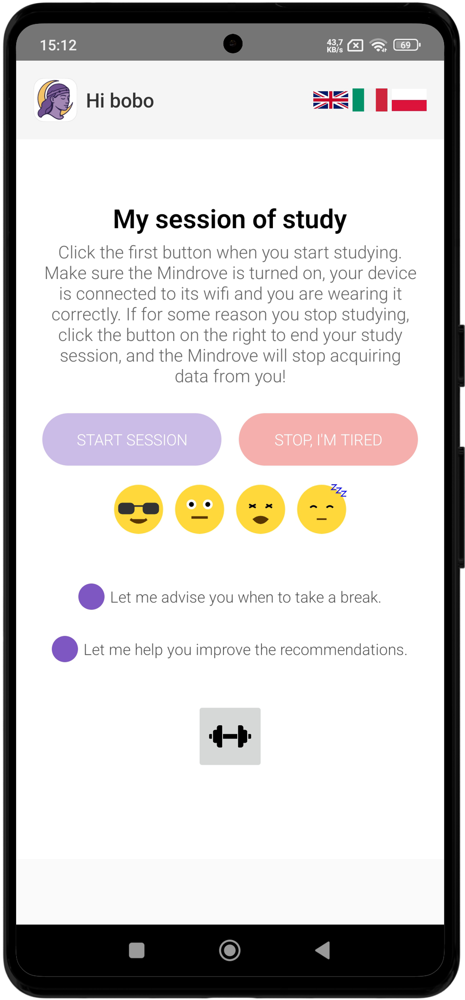 15:12
43,7
KB/s
69
Hi bobo
My session of study
Click the first button when you start studying.
Make sure the Mindrove is turned on, your device
is connected to its wifi and you are wearing it
correctly. If for some reason you stop studying,
click the button on the right to end your study
session, and the Mindrove will stop acquiring
data from you!
START SESSION
STOP, I'M TIRED
zzz
Let me advise you when to take a break.
Let me help you improve the recommendations.